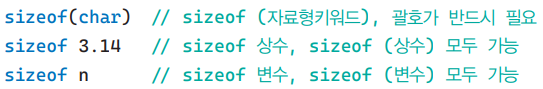 sizeof(char)  // sizeof (자료형키워드), 괄호가 반드시 필요
sizeof 3.14   // sizeof 상수, sizeof (상수) 모두 가능
sizeof n      // sizeof 변수, sizeof (변수) 모두 가능